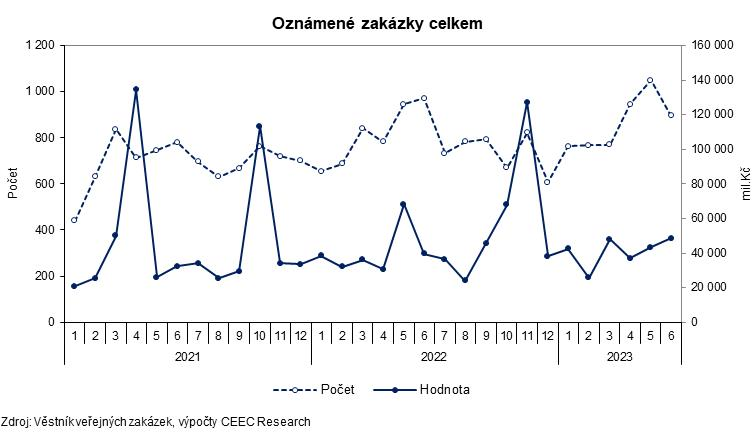 Oznámené zakázky celkem
1 200
1 000
800
600
400
200
0
Počet
160 000
140 000
120 000
100 000
80 000
60 000
40 000
20 000
0
mil.Kč
1 2 3 4 5 6 7 8 9 10 11 12 1 2 3 4 5 6 7 8 9 10 11 12 1 2 3 4 5 6
2021 2022 2023
Počet Hodnota
Zdroj: Věstník veřejných zakázek, výpočty CEEC Research